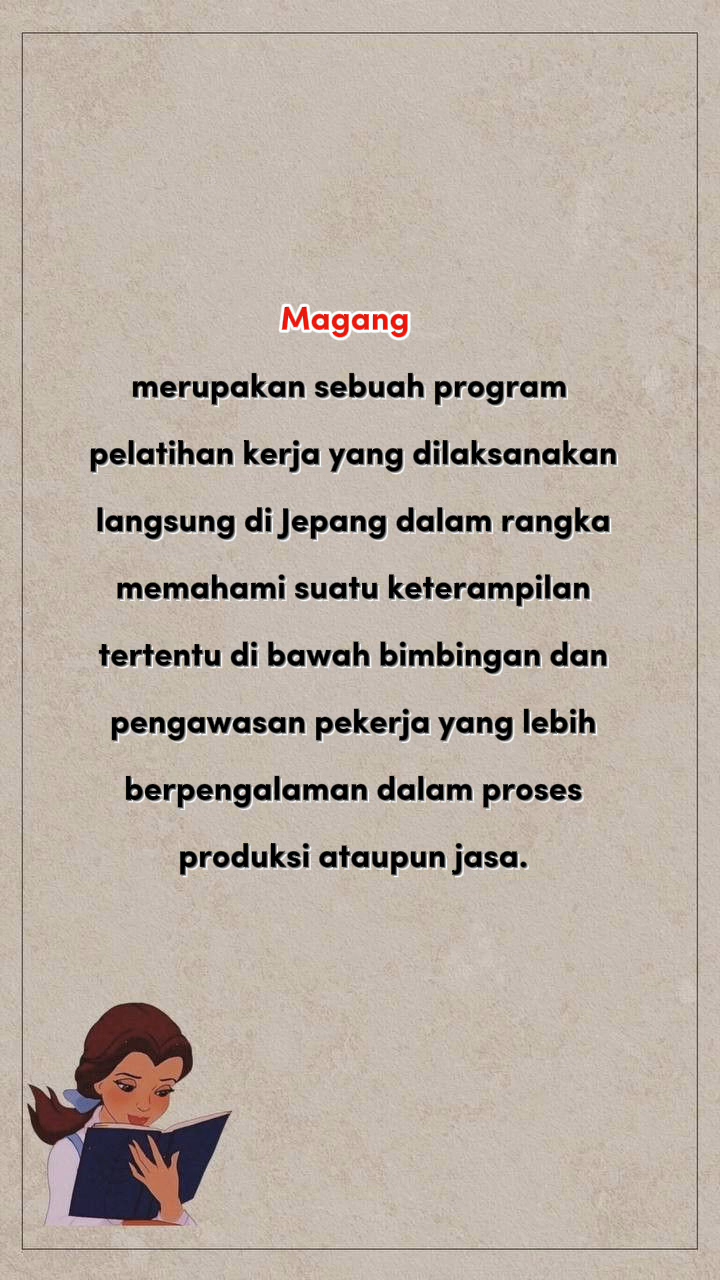 Magang
merupakan sebuah program
pelatihan kerja yang dilaksanakan
langsung di Jepang dalam rangka
memahami suatu keterampilan
tertentu di bawah bimbingan dan
pengawasan pekerja yang lebih
berpengalaman dalam proses
produksi ataupun jasa.